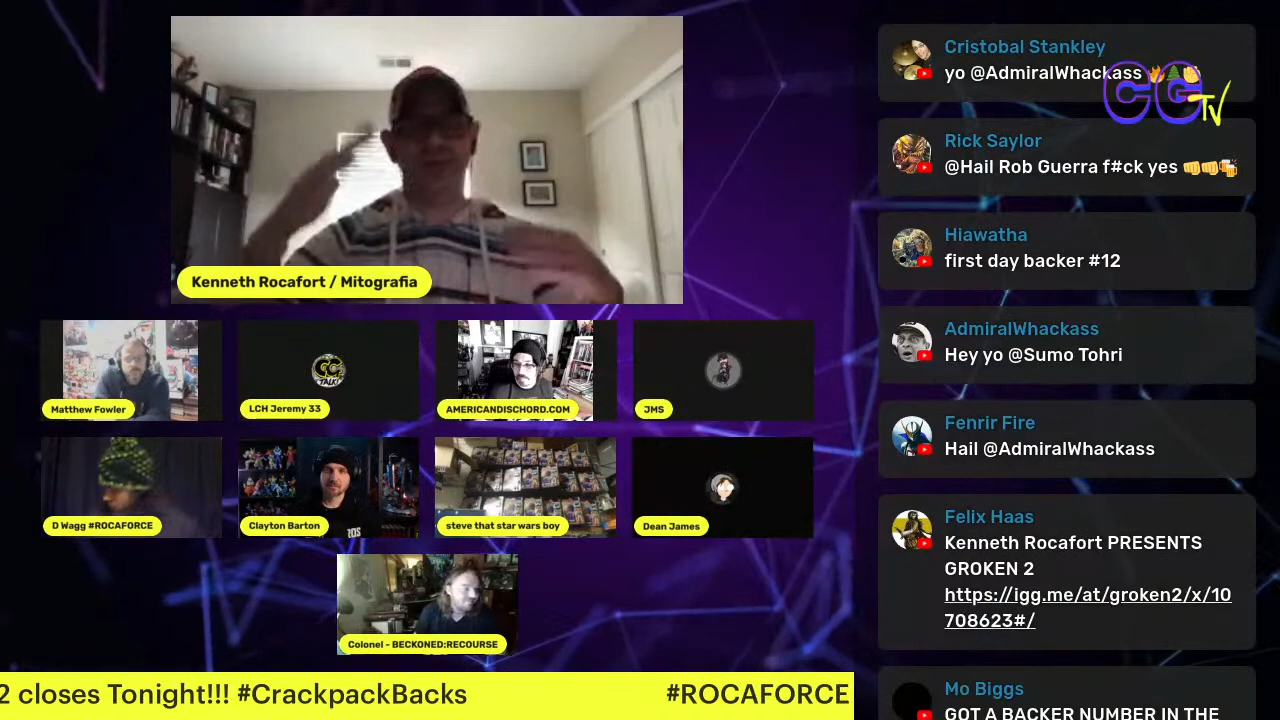 Kenneth Rocafort / Mitografia
Matthew Fowler
GC
TALK!
LCH Jeremy 33
AMERICANDISCHORD.COM
JMS
D Wagg #ROCAFORCE
Clayton Barton
steve that star wars boy
Dean James
Colonel - BECKONED:RECOURSE
2 closes Tonight!!! #CrackpackBacks
#ROCAFORCE
Cristobal Stankley
yo @AdmiralWhackass 🔥🌲👏
CG TV
Rick Saylor
@Hail Rob Guerra f#ck yes 👊👊🍻
Hiawatha
first day backer #12
AdmiralWhackass
Hey yo @Sumo Tohri
Fenrir Fire
Hail @AdmiralWhackass
Felix Haas
Kenneth Rocafort PRESENTS
GROKEN 2
https://igg.me/at/groken2/x/10
708623#/
Mo Biggs
GOT A BACKER NUMBER IN THE